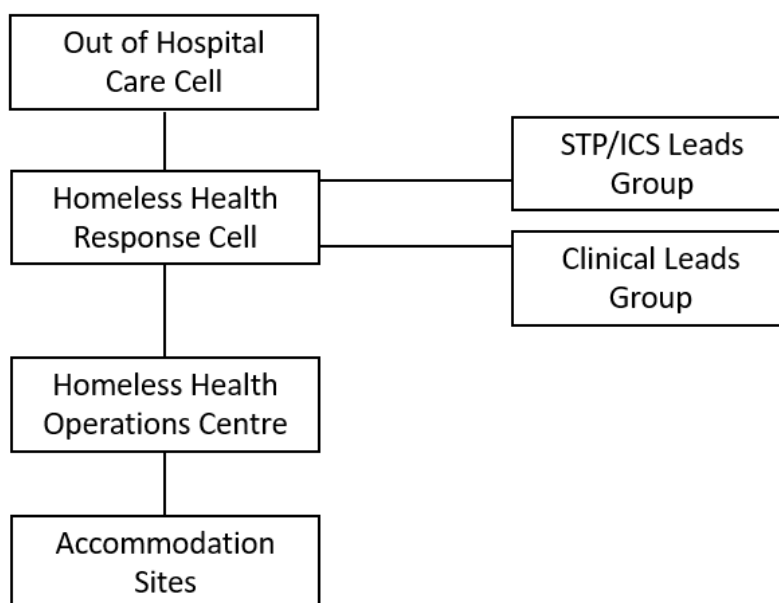 Out of Hospital
Care Cell
STP/ICS Leads
Group
Homeless Health
Response Cell
Clinical Leads
Group
Homeless Health
Operations Centre
Accommodation
Sites